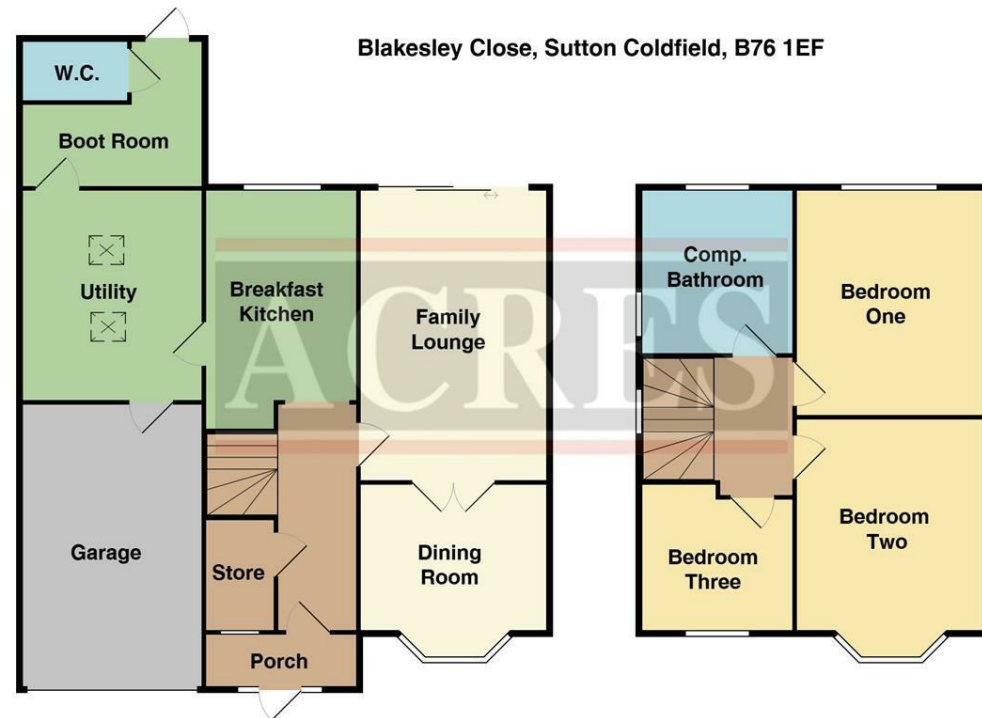 Blakesley Close, Sutton Coldfield, B76 1EF
W.C.
Boot Room
Utility
Breakfast
Kitchen
Family
Lounge
Garage
Store
Dining
Room
Porch
Comp.
Bathroom
Bedroom
One
Bedroom
Two
Bedroom
Three
ACRES